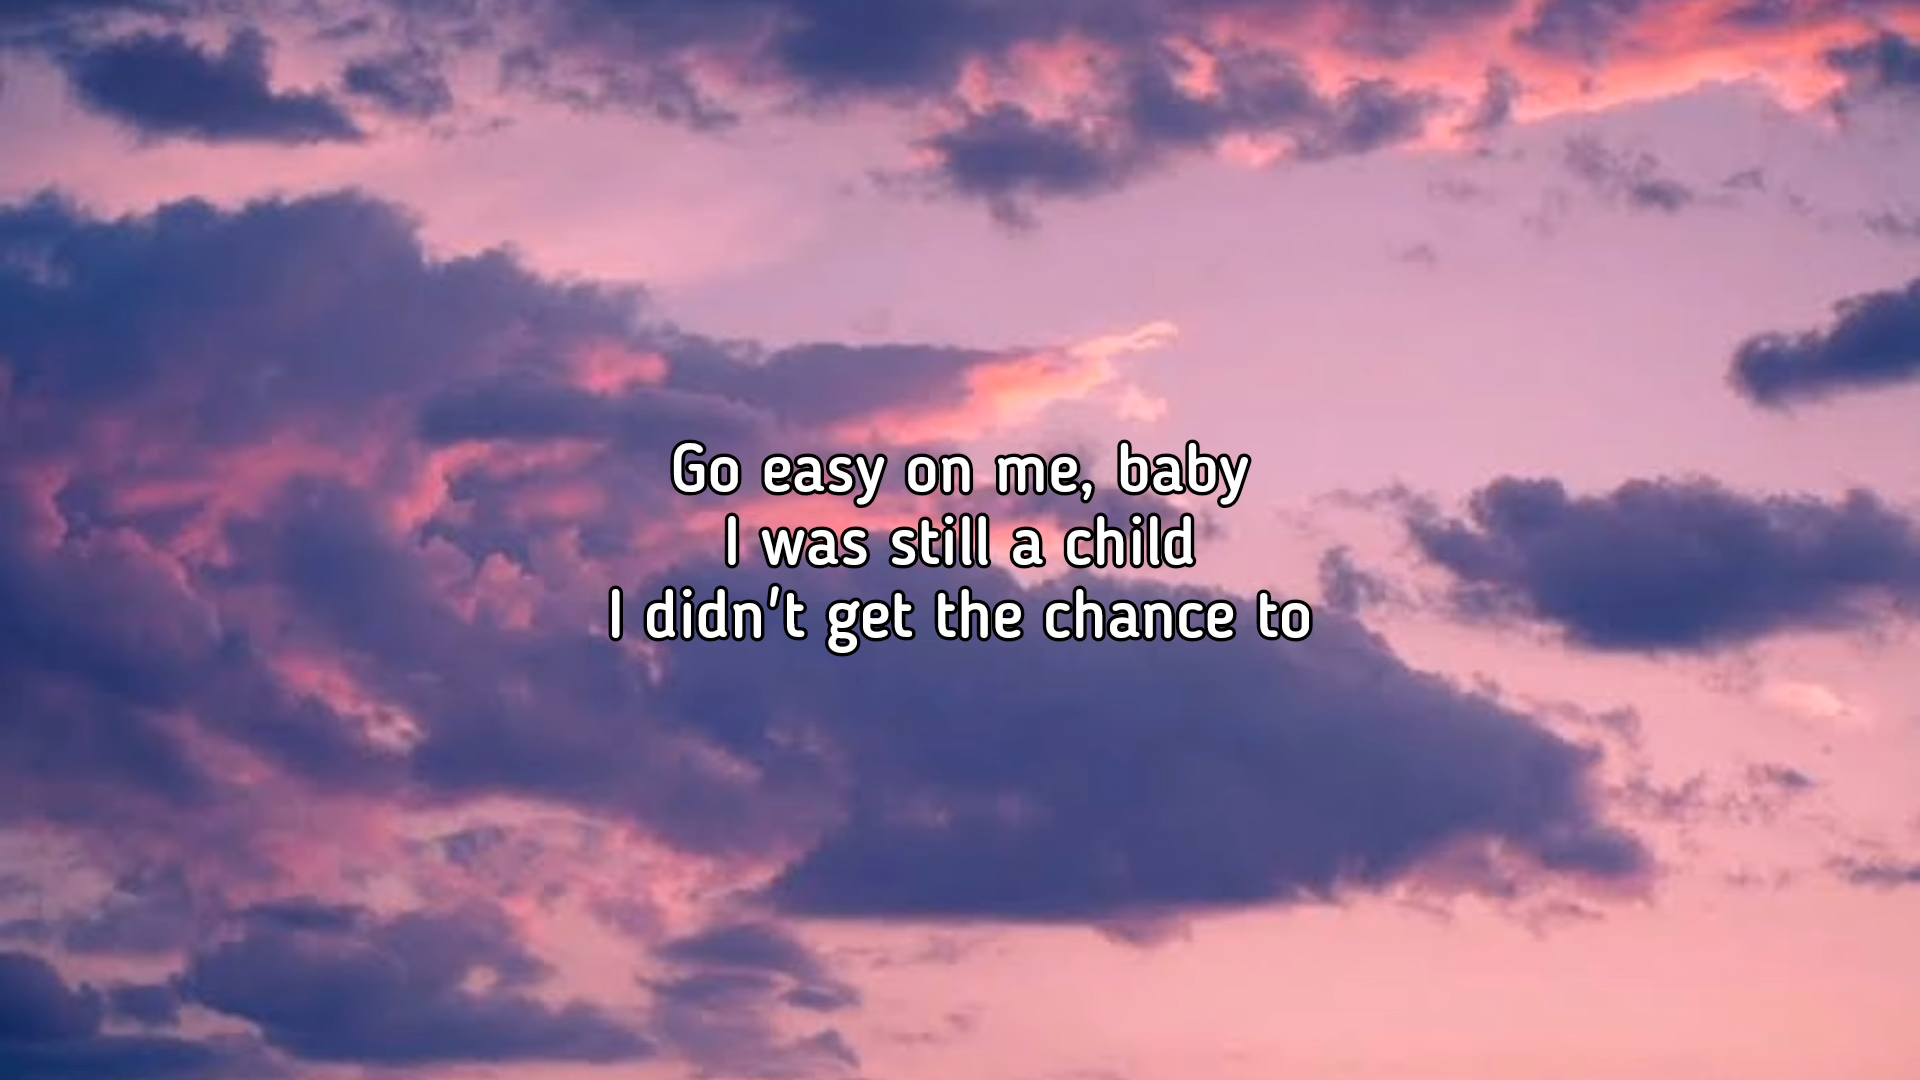 Go easy on me, baby
I was still a child
I didn't get the chance to